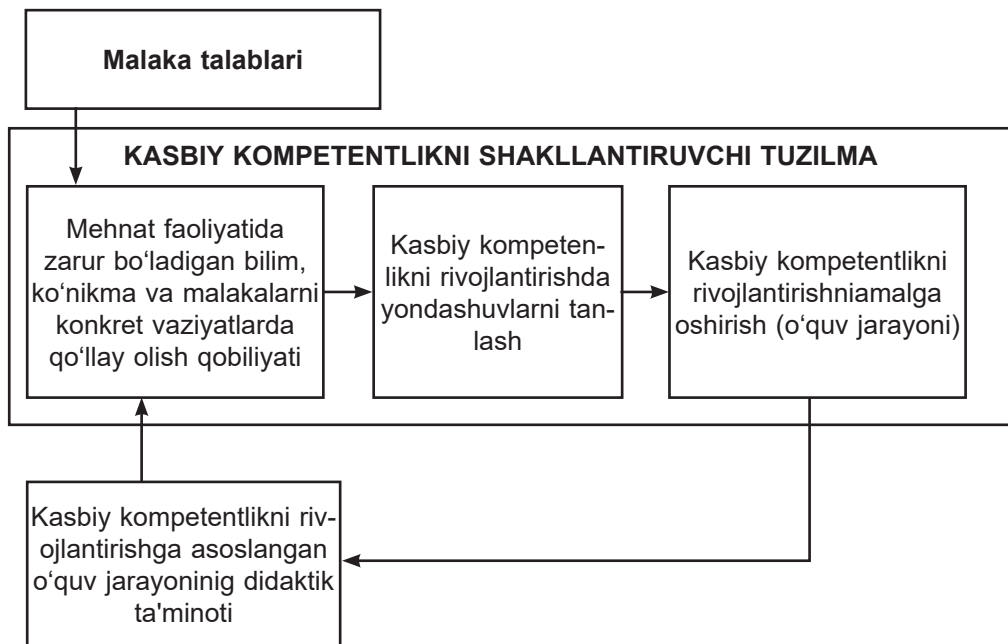 Malaka talablari
KASBIY KOMPETENTLIKNI SHAKLLANTIRUVCHI TUZILMA
Mehnat faoliyatida
zarur bo‘ladigan bilim,
ko‘nikma va malakalarni
konkret vaziyatlarda
qo‘llay olish qobiliyati
Kasbiy kompeten-
likni rivojlantirishda
yondashuvlarni tan-
lash
Kasbiy kompetentlikni
rivojlantirishniamalga
oshirish (o‘quv jarayoni)
Kasbiy kompetentlikni riv-
ojlantirishga asoslangan
o‘quv jarayoninig didaktik
ta'minoti